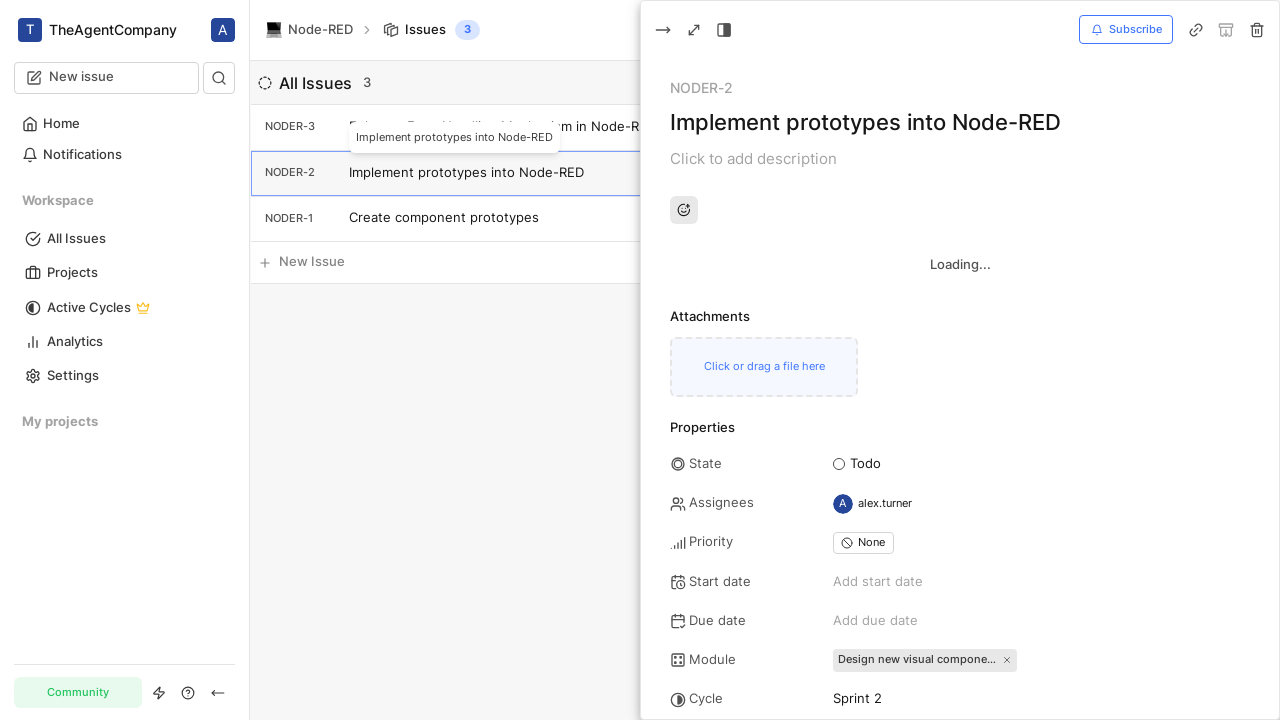 T TheAgentCompany A
New issue
Home
Notifications
Workspace
All Issues
Projects
Active Cycles
Analytics
Settings
My projects
Community
Node-RED > Issues 3
All Issues 3
NODER-3 in Node-R
Implement prototypes into Node-RED
NODER-2 Implement prototypes into Node-RED
NODER-1 Create component prototypes
New Issue
Subscribe
NODER-2
Implement prototypes into Node-RED
Click to add description
Loading...
Attachments
Click or drag a file here
Properties
State Todo
Assignees A alex.turner
Priority None
Start date Add start date
Due date Add due date
Module Design new visual compone...
Cycle Sprint 2